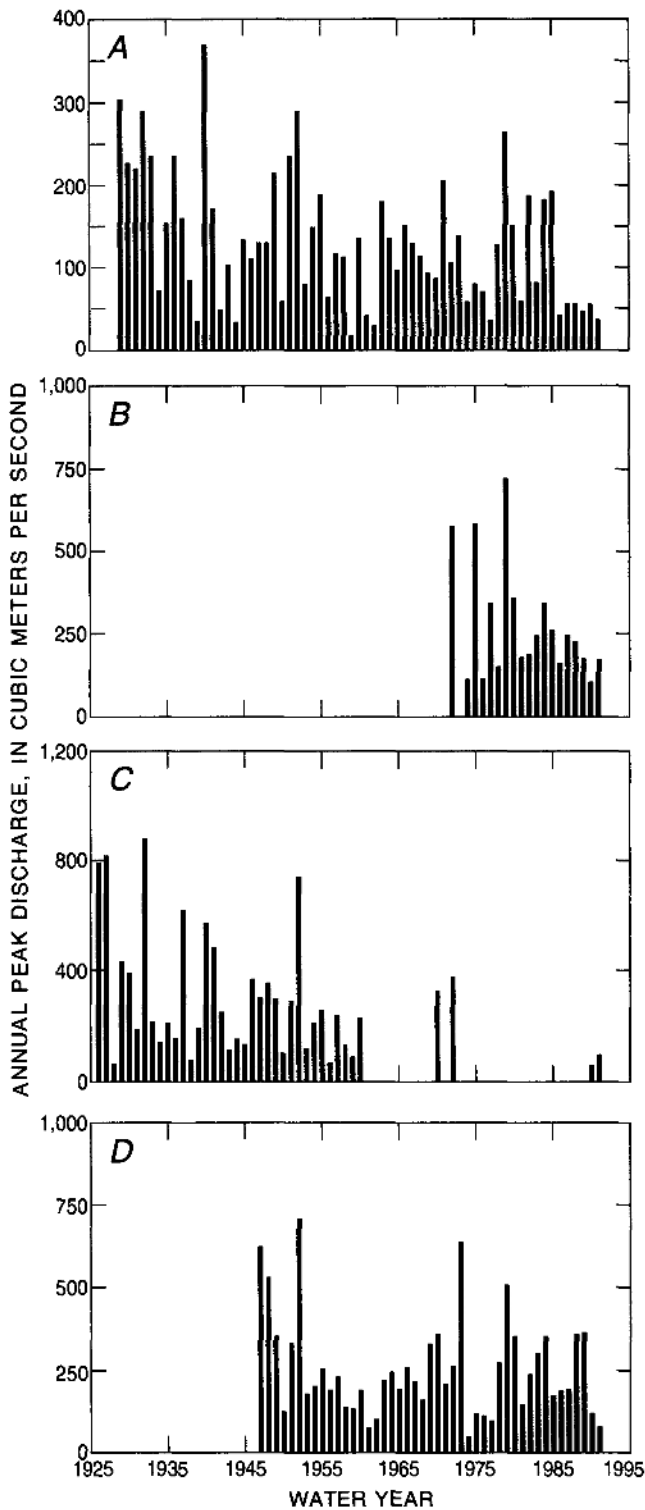 A
400
300
200
100
0
B
1,000
750
500
250
0
C
1,200
800
400
0
D
1,000
750
500
250
0
1925 1935 1945 1955 1965 1975 1985 1995
WATER YEAR
ANNUAL PEAK DISCHARGE, IN CUBIC METERS PER SECOND